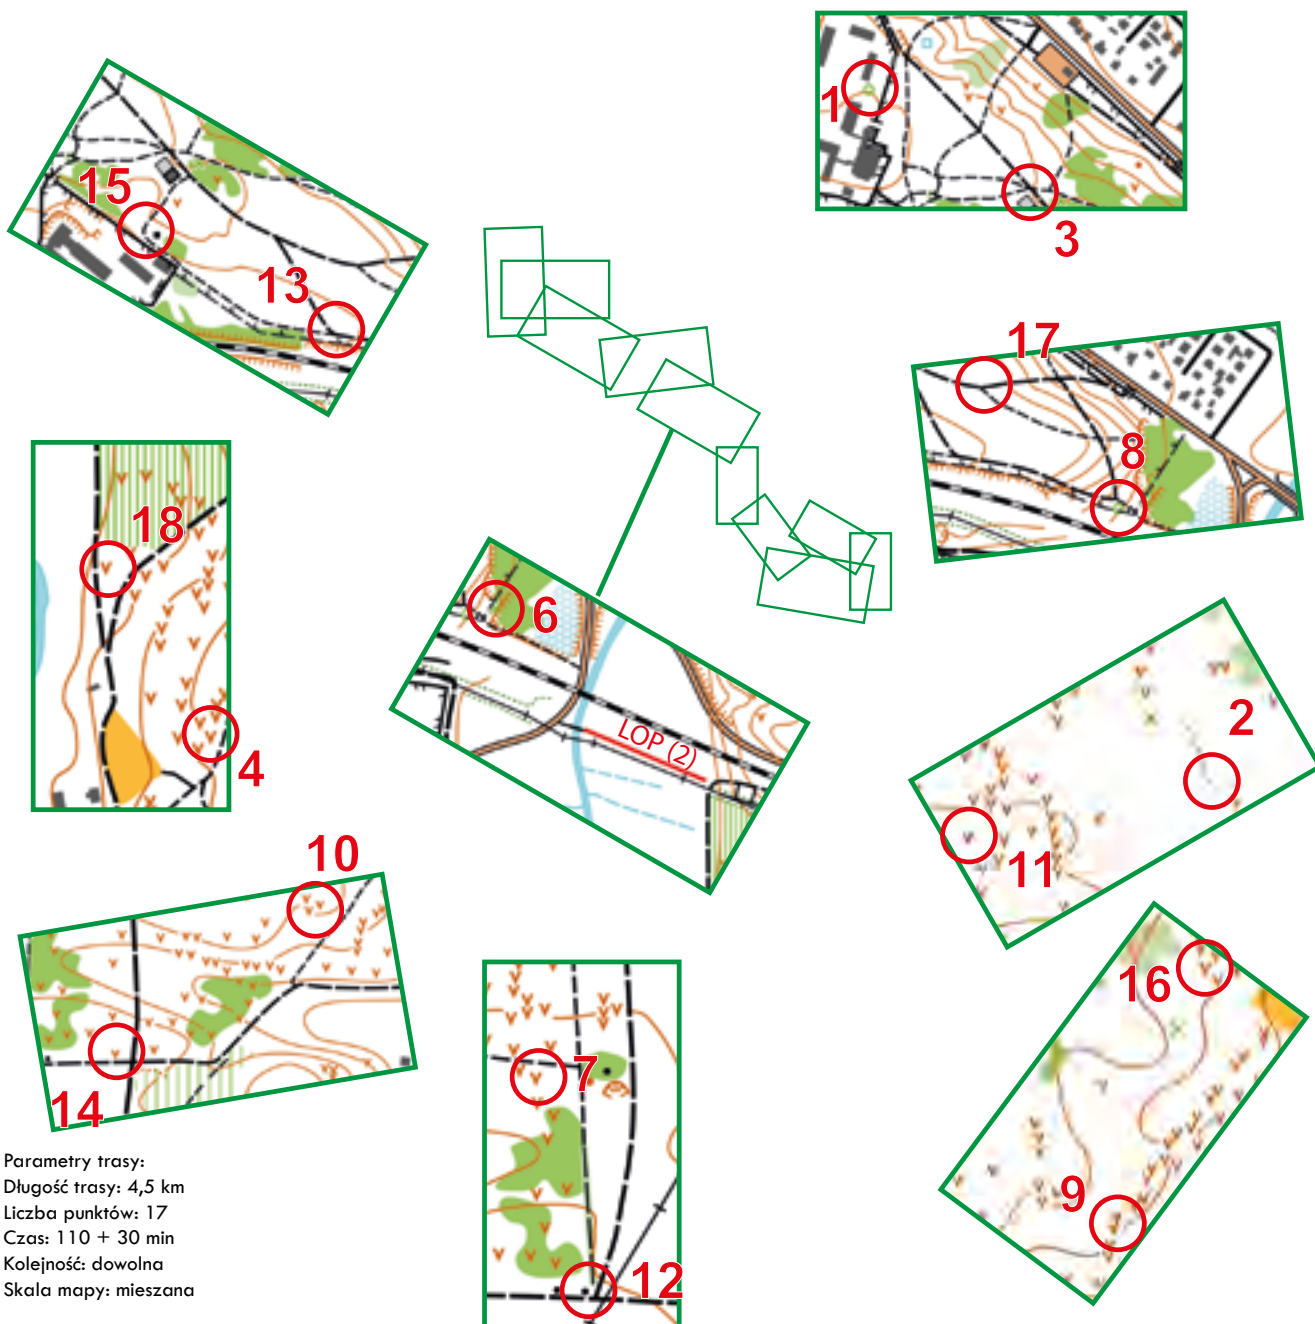 1
3
15
13
17
8
18
4
6
LOP (2)
2
11
10
14
7
12
16
9
Parametry trasy:
Długość trasy: 4,5 km
Liczba punktów: 17
Czas: 110 + 30 min
Kolejność: dowolna
Skala mapy: mieszana